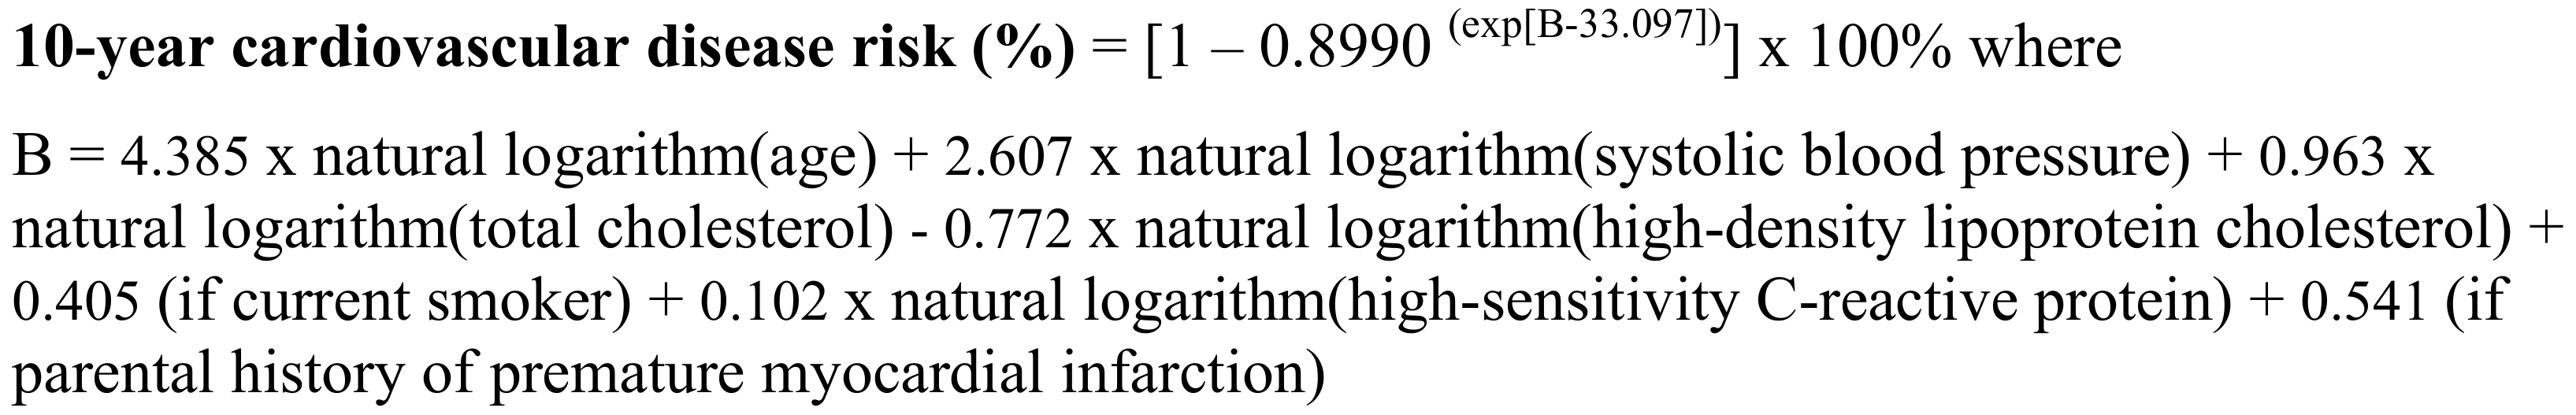 10-year cardiovascular disease risk (%) = [1 – 0.8990 (exp[B-33.097])] x 100% where
B = 4.385 x natural logarithm(age) + 2.607 x natural logarithm(systolic blood pressure) + 0.963 x
natural logarithm(total cholesterol) - 0.772 x natural logarithm(high-density lipoprotein cholesterol) +
0.405 (if current smoker) + 0.102 x natural logarithm(high-sensitivity C-reactive protein) + 0.541 (if
parental history of premature myocardial infarction)